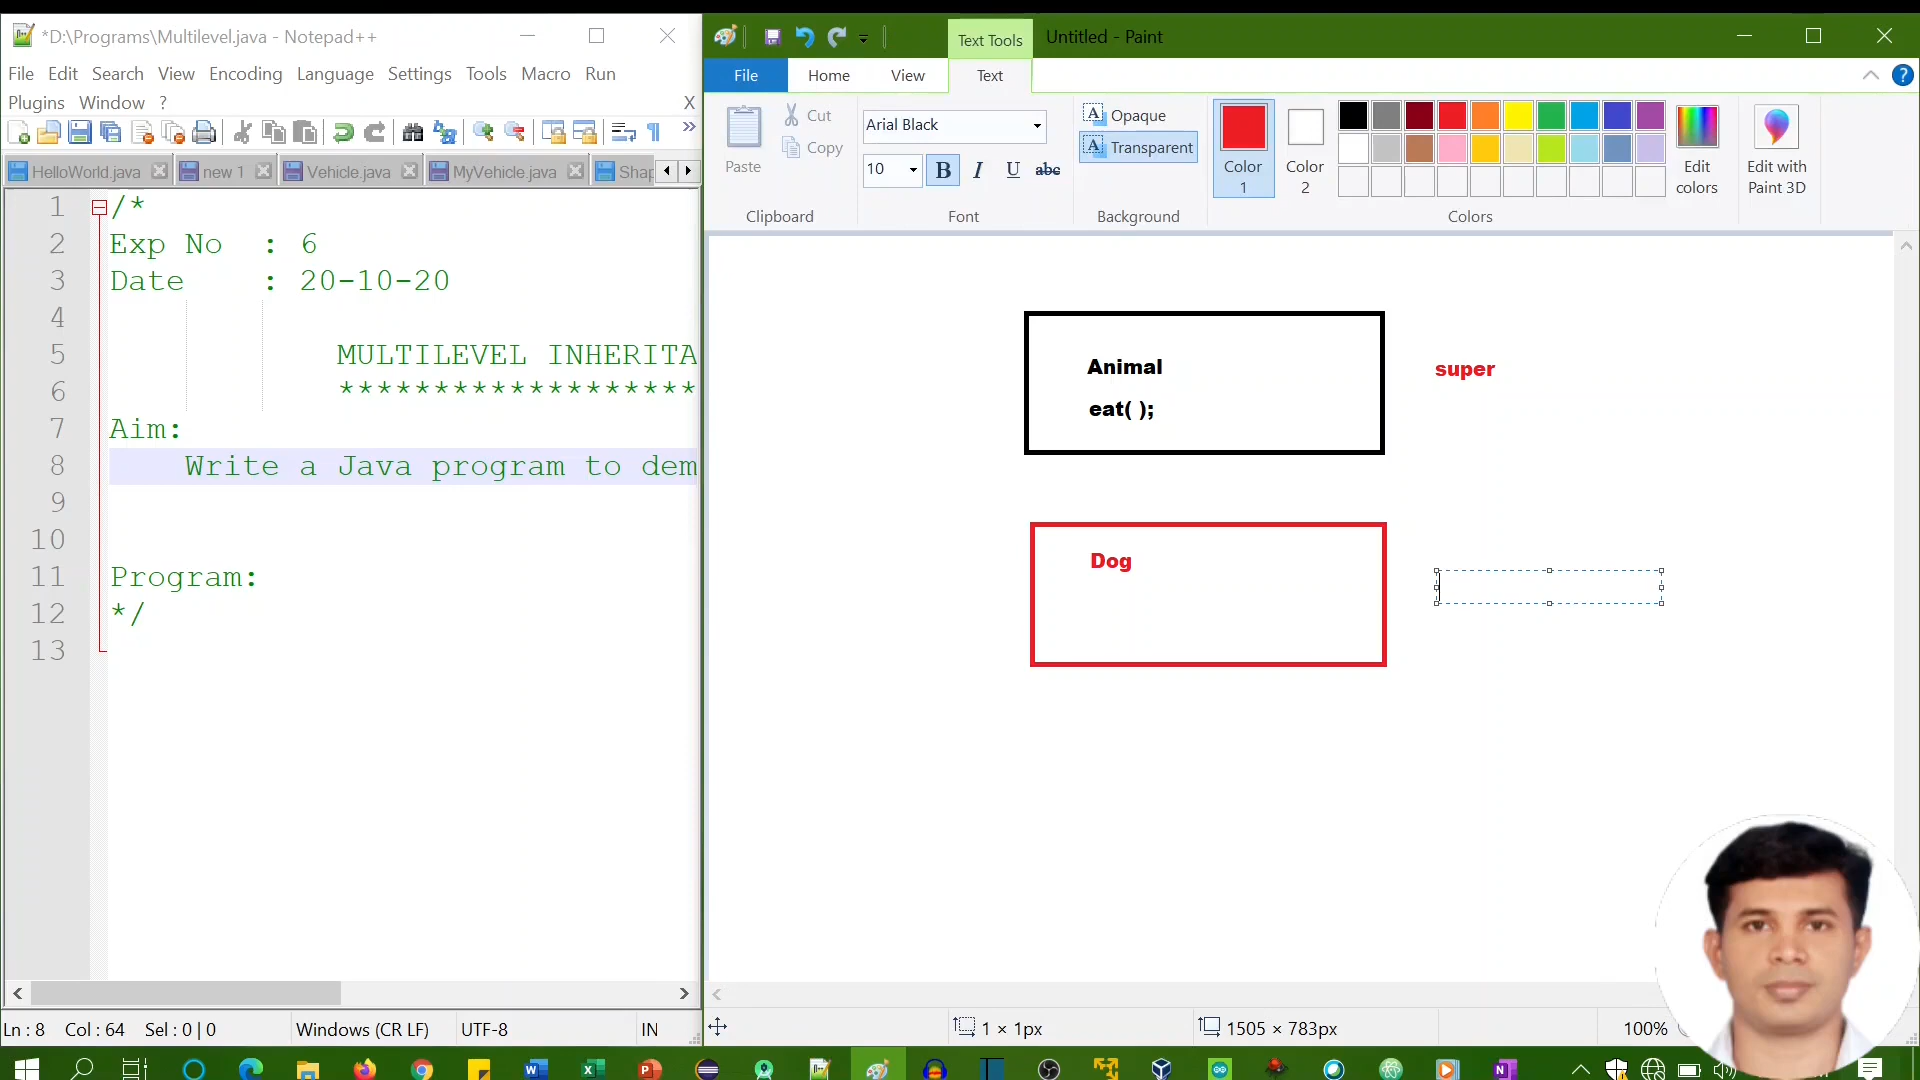 *D:\Programs\Multilevel.java - Notepad++
File Edit Search View Encoding Language Settings Tools Macro Run
Plugins Window ?
X
HelloWorld.java new 1 Vehicle.java MyVehicle.java Shap
1 /*
2 Exp No : 6
3 Date : 20-10-20
4
5 MULTILEVEL INHERITA
6 *******************
7 Aim:
8 Write a Java program to dem
9
10
11 Program:
12 */
13
Ln : 8 Col : 64 Sel : 0 | 0 Windows (CR LF) UTF-8 IN
Text Tools Untitled - Paint
File Home View Text
Paste Cut Copy
Clipboard
Arial Black
10 B I U abc
Font
Opaque
Transparent
Background
Color 1
Color 2
Edit colors
Colors
Edit with Paint 3D
Animal
eat( );
super
Dog
1 × 1px 1505 × 783px 100%